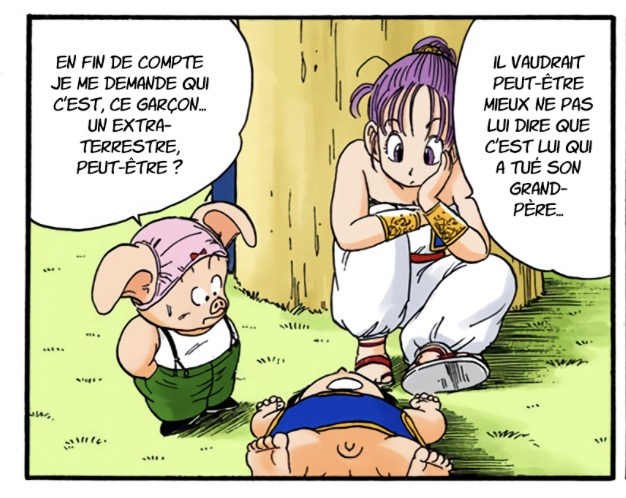 EN FIN DE COMPTE
JE ME DEMANDE QUI
C'EST, CE GARÇON...
UN EXTRA-
TERRESTRE,
PEUT-ÊTRE ?
IL VAUDRAIT
PEUT-ÊTRE
MIEUX NE PAS
LUI DIRE QUE
C'EST LUI QUI
A TUÉ SON
GRAND-
PÈRE...